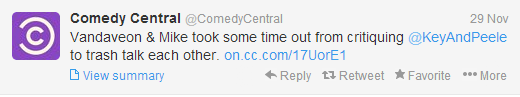 Comedy Central @ComedyCentral 29 Nov
Vandaveon & Mike took some time out from critiquing @KeyAndPeele
to trash talk each other. on.cc.com/17UorE1
View summary Reply Retweet Favorite More